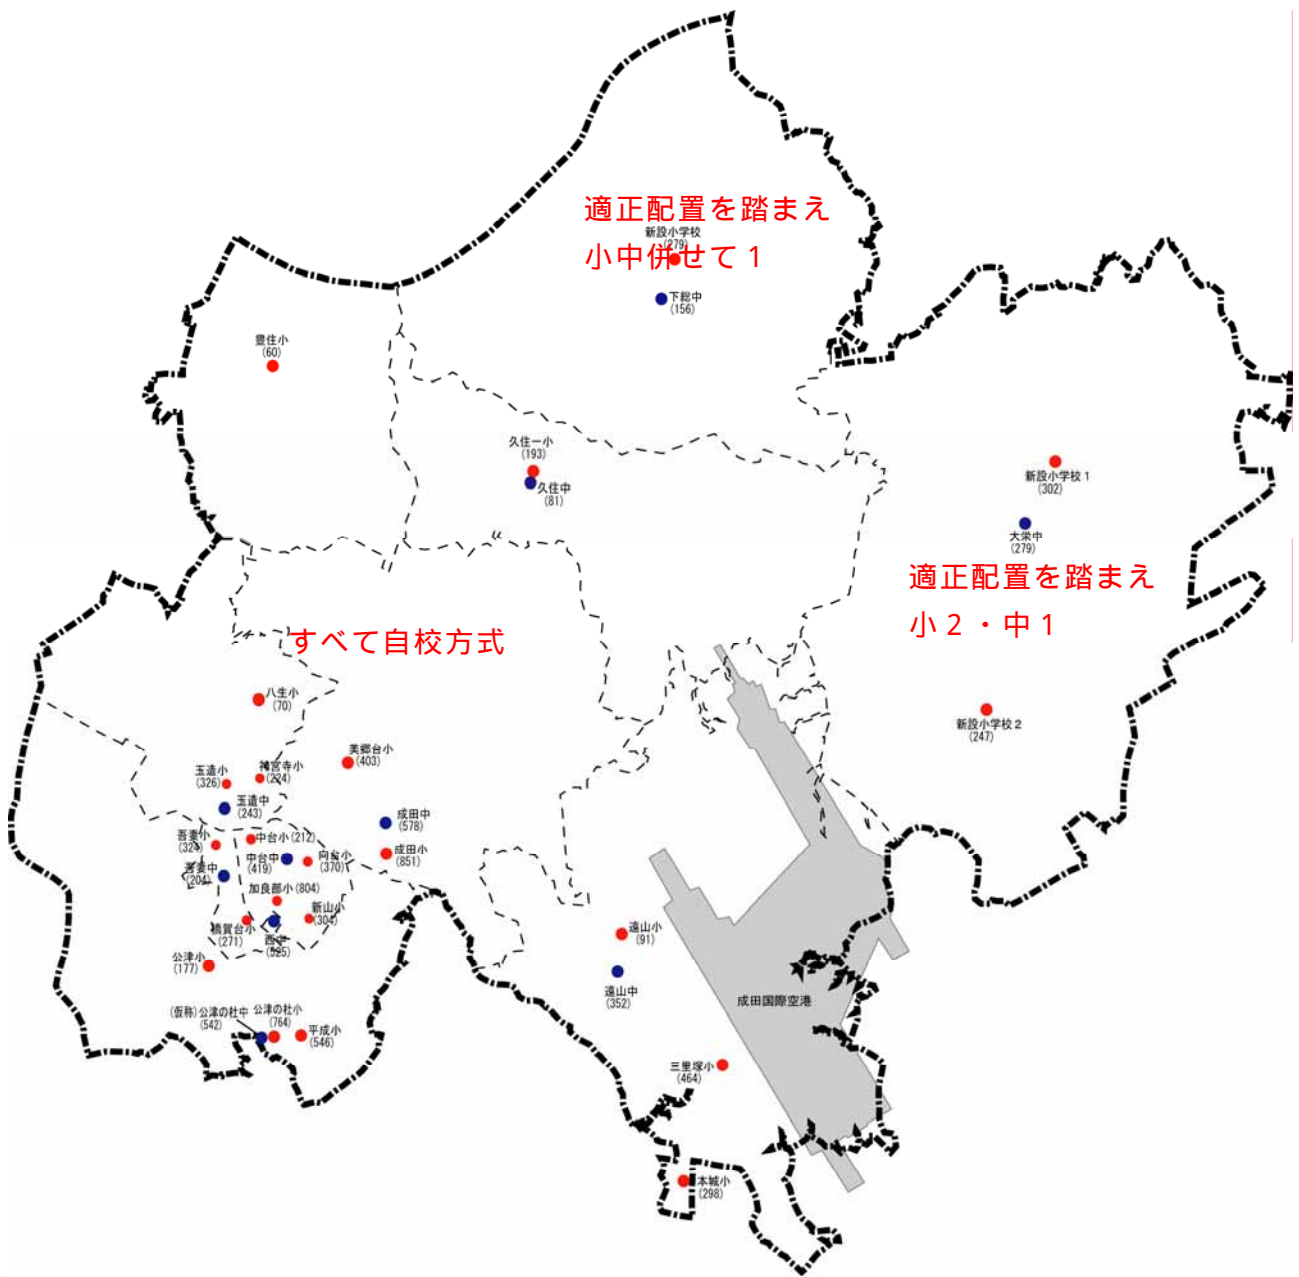 適正配置を踏まえ
新設小学校
(279)
小中併せて１
下総中
(156)
豊住小
(60)
久住一小
(193)
久住中
(81)
新設小学校１
(302)
大栄中
(279)
適正配置を踏まえ
小２・中１
すべて自校方式
八生小
(70)
新設小学校２
(247)
美郷台小
(403)
玉造小
(326)
神宮寺小
(224)
玉造中
(243)
成田中
(578)
吾妻小
(324)
中台小(212)
中台中
(419)
向台小
(370)
成田小
(851)
吾妻中
(204)
加良部小(804)
新山小
(304)
橋賀台小
(271)
西中
(525)
遠山小
(91)
公津小
(177)
遠山中
(352)
成田国際空港
(仮称)公津の杜中
(542)
公津の杜小
(764)
平成小
(546)
三里塚小
(464)
本城小
(298)